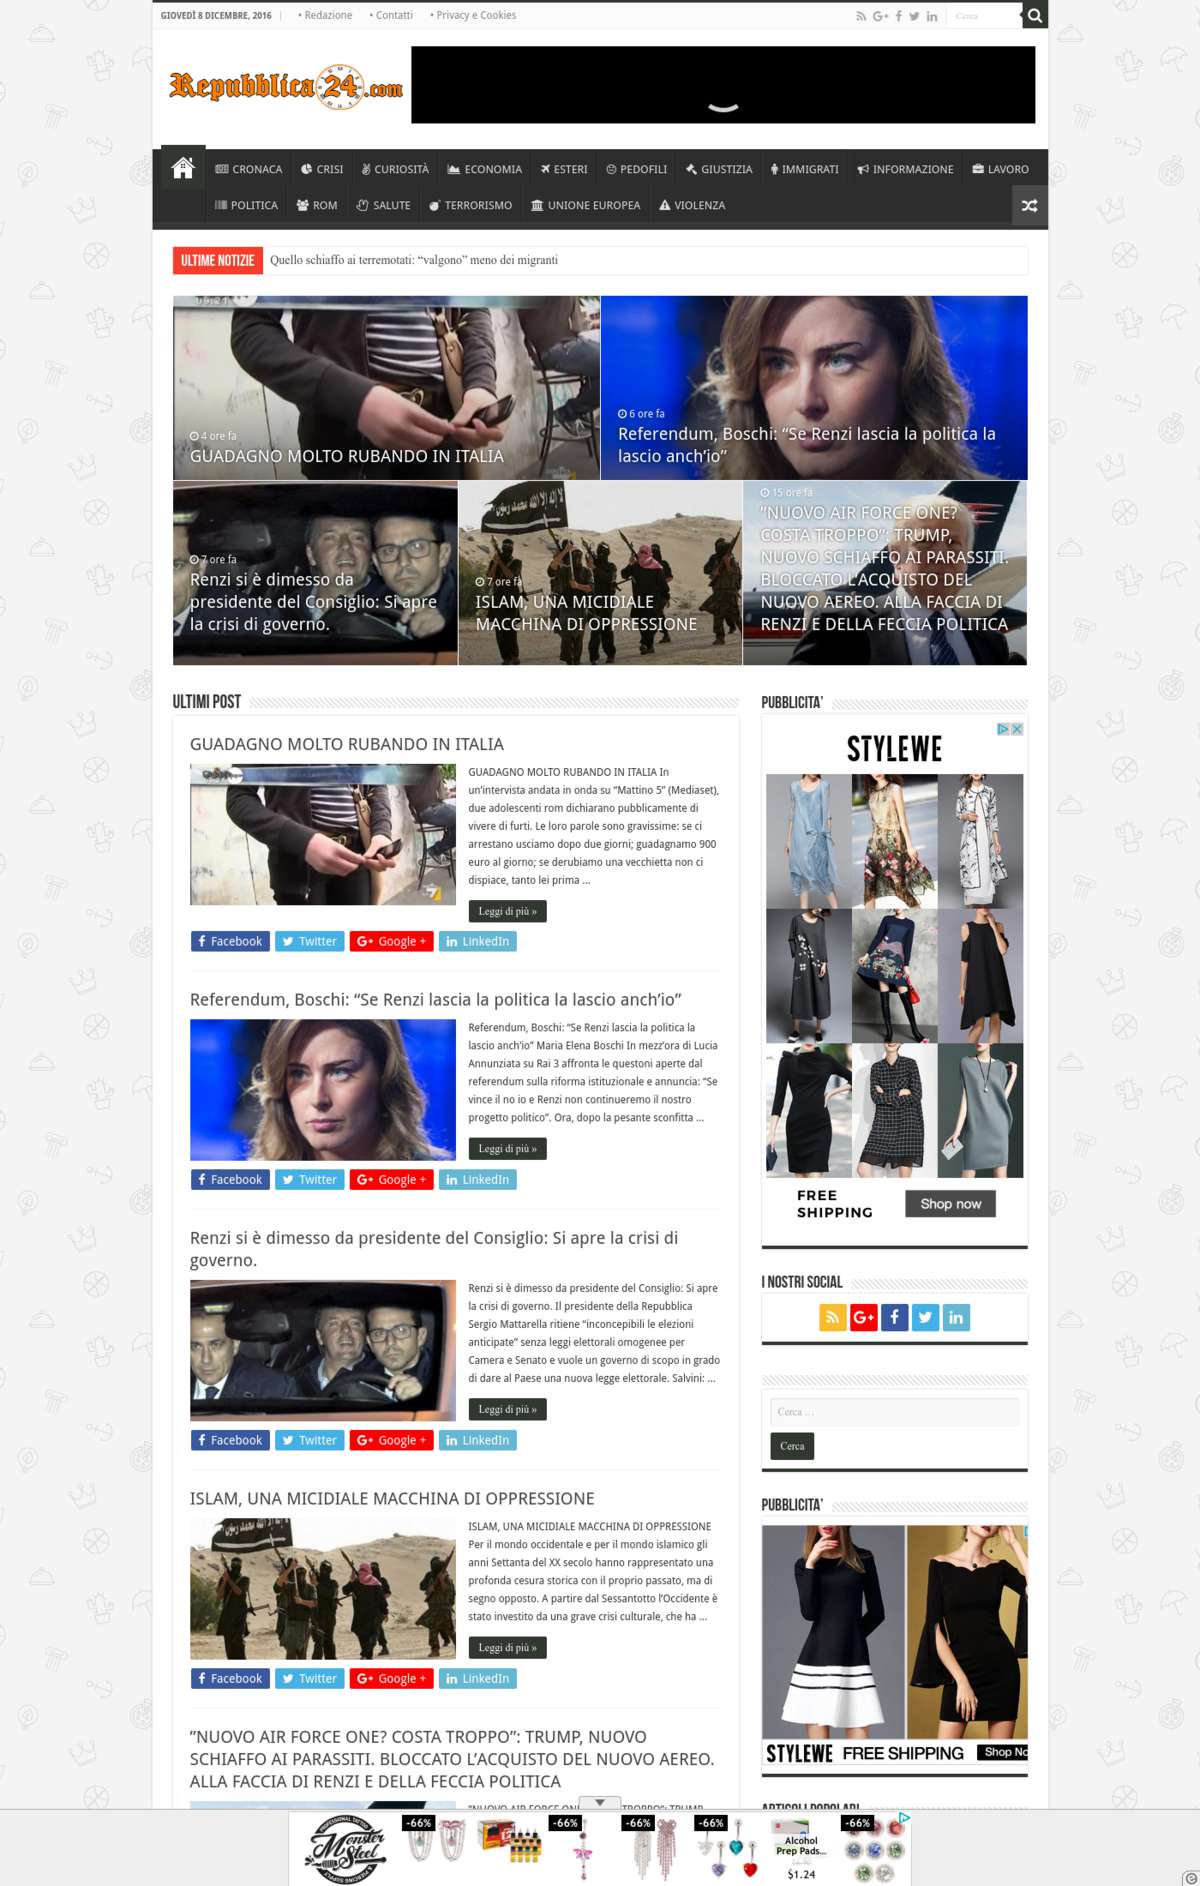 GIOVEDÌ 8 DICEMBRE, 2016 • Redazione • Contatti • Privacy e Cookies Cerca
Repubblica24.com
CRONACA CRISI CURIOSITÀ ECONOMIA ESTERI PEDOFILI GIUSTIZIA IMMIGRATI INFORMAZIONE LAVORO
POLITICA ROM SALUTE TERRORISMO UNIONE EUROPEA VIOLENZA
ULTIME NOTIZIE Quello schiaffo ai terremotati: “valgono” meno dei migranti
4 ore fa
GUADAGNO MOLTO RUBANDO IN ITALIA
6 ore fa
Referendum, Boschi: “Se Renzi lascia la politica la
lascio anch’io”
7 ore fa
Renzi si è dimesso da
presidente del Consiglio: Si apre
la crisi di governo.
7 ore fa
ISLAM, UNA MICIDIALE
MACCHINA DI OPPRESSIONE
15 ore fa
”NUOVO AIR FORCE ONE?
COSTA TROPPO”: TRUMP,
NUOVO SCHIAFFO AI PARASSITI.
BLOCCATO L’ACQUISTO DEL
NUOVO AEREO. ALLA FACCIA DI
RENZI E DELLA FECCIA POLITICA
ULTIMI POST
GUADAGNO MOLTO RUBANDO IN ITALIA
GUADAGNO MOLTO RUBANDO IN ITALIA In
un’intervista andata in onda su “Mattino 5” (Mediaset),
due adolescenti rom dichiarano pubblicamente di
vivere di furti. Le loro parole sono gravissime: se ci
arrestano usciamo dopo due giorni; guadagnamo 900
euro al giorno; se derubiamo una vecchietta non ci
dispiace, tanto lei prima ...
Leggi di più »
Facebook Twitter Google + LinkedIn
Referendum, Boschi: “Se Renzi lascia la politica la lascio anch’io”
Referendum, Boschi: “Se Renzi lascia la politica la
lascio anch’io” Maria Elena Boschi In mezz’ora di Lucia
Annunziata su Rai 3 affronta le questoni aperte dal
referendum sulla riforma istituzionale e annuncia: “Se
vince il no io e Renzi non continueremo il nostro
progetto politico”. Ora, dopo la pesante sconfitta ...
Leggi di più »
Facebook Twitter Google + LinkedIn
Renzi si è dimesso da presidente del Consiglio: Si apre la crisi di
governo.
Renzi si è dimesso da presidente del Consiglio: Si apre
la crisi di governo. Il presidente della Repubblica
Sergio Mattarella ritiene “inconcepibili le elezioni
anticipate” senza leggi elettorali omogenee per
Camera e Senato e vuole un governo di scopo in grado
di dare al Paese una nuova legge elettorale. Salvini: ...
Leggi di più »
Facebook Twitter Google + LinkedIn
ISLAM, UNA MICIDIALE MACCHINA DI OPPRESSIONE
ISLAM, UNA MICIDIALE MACCHINA DI OPPRESSIONE
Per il mondo occidentale e per il mondo islamico gli
anni Settanta del XX secolo hanno rappresentato una
profonda cesura storica con il proprio passato, ma di
segno opposto. A partire dal Sessantotto l’Occidente è
stato investito da una grave crisi culturale, che ha ...
Leggi di più »
Facebook Twitter Google + LinkedIn
”NUOVO AIR FORCE ONE? COSTA TROPPO”: TRUMP, NUOVO
SCHIAFFO AI PARASSITI. BLOCCATO L’ACQUISTO DEL NUOVO AEREO.
ALLA FACCIA DI RENZI E DELLA FECCIA POLITICA
PUBBLICITA’
STYLEWE
FREE
SHIPPING
Shop now
I NOSTRI SOCIAL
Cerca ...
Cerca
PUBBLICITA’
STYLEWE FREE SHIPPING Shop No
ARTICOLI POPOLARI
Monster
Steel
-66% -66% -66% -66% -66%
Alcohol
Prep Pads...
$1.24